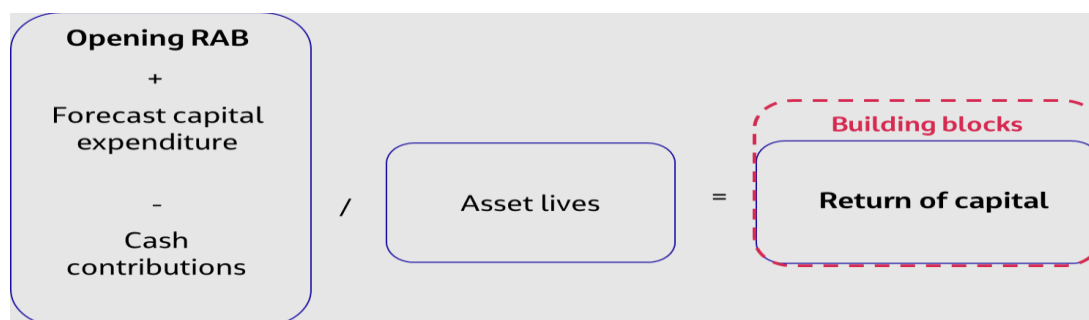 Opening RAB
+
Forecast capital
expenditure
-
Cash
contributions
/
Asset lives
=
Building blocks
Return of capital